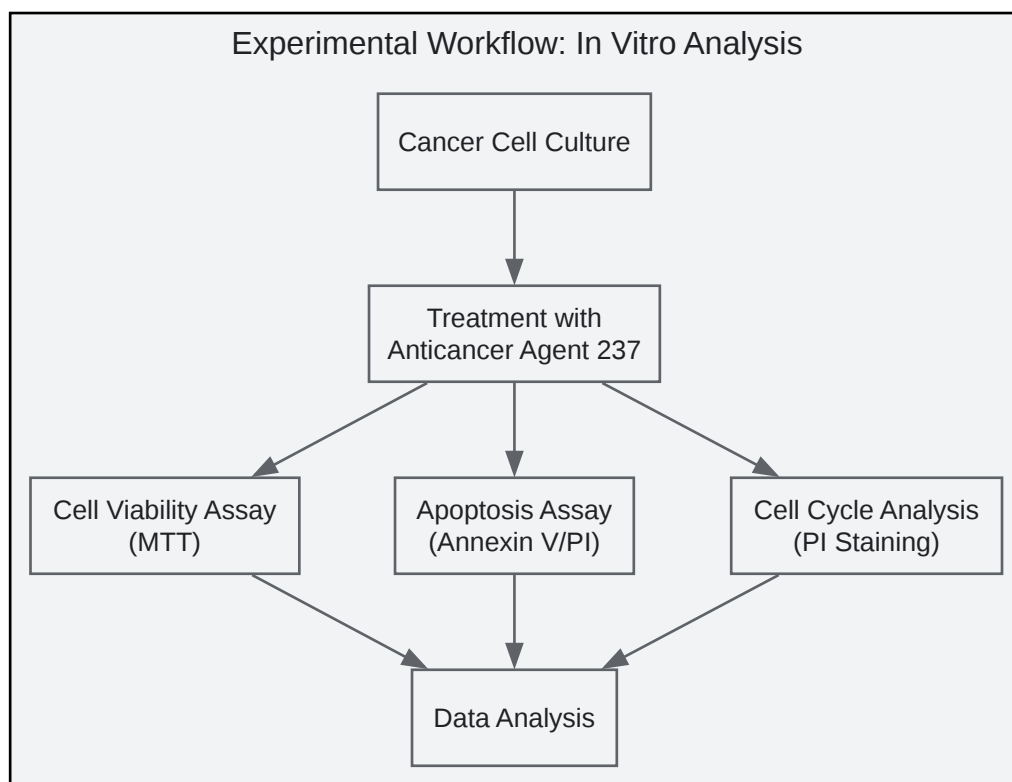 Experimental Workflow: In Vitro Analysis
Cancer Cell Culture
Treatment with
Anticancer Agent 237
Cell Viability Assay
(MTT)
Apoptosis Assay
(Annexin V/PI)
Cell Cycle Analysis
(PI Staining)
Data Analysis